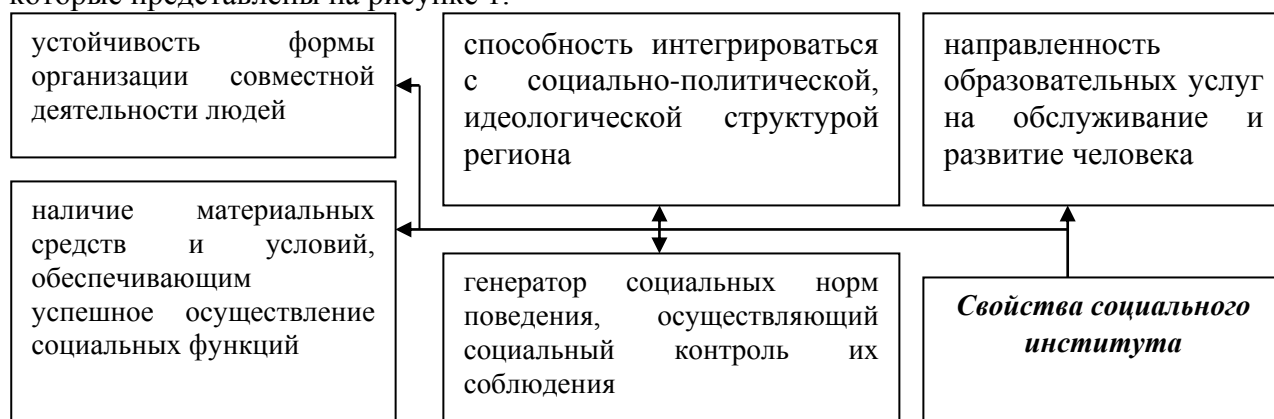 которые представлены на рисунке 1.
устойчивость формы
организации совместной
деятельности людей
способность интегрироваться
с социально-политической,
идеологической структурой
региона
направленность
образовательных услуг
на обслуживание и
развитие человека
наличие материальных
средств и условий,
обеспечивающим
успешное осуществление
социальных функций
генератор социальных норм
поведения, осуществляющий
социальный контроль их
соблюдения
Свойства социального
института